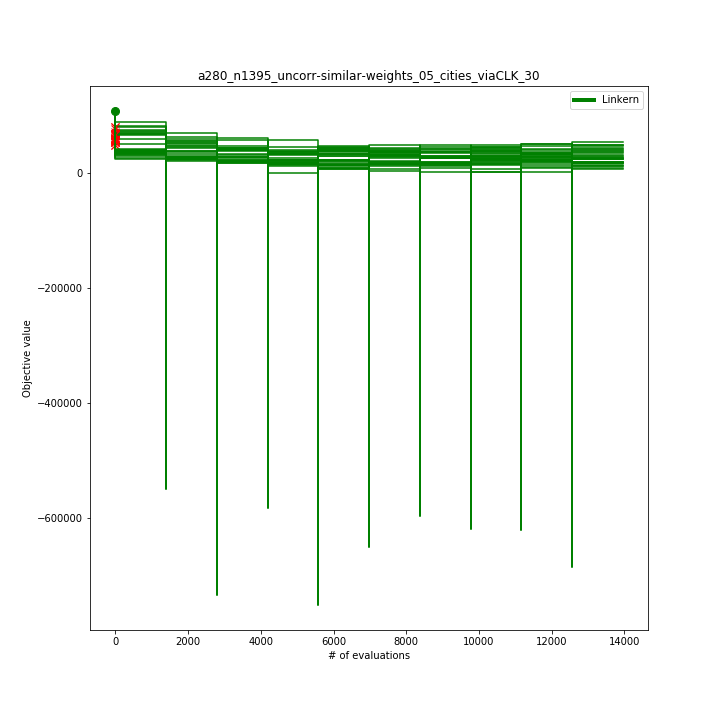 a280_n1395_uncorr-similar-weights_05_cities_viaCLK_30
Linkern
0
−200000
−400000
−600000
Objective value
0 2000 4000 6000 8000 10000 12000 14000
# of evaluations